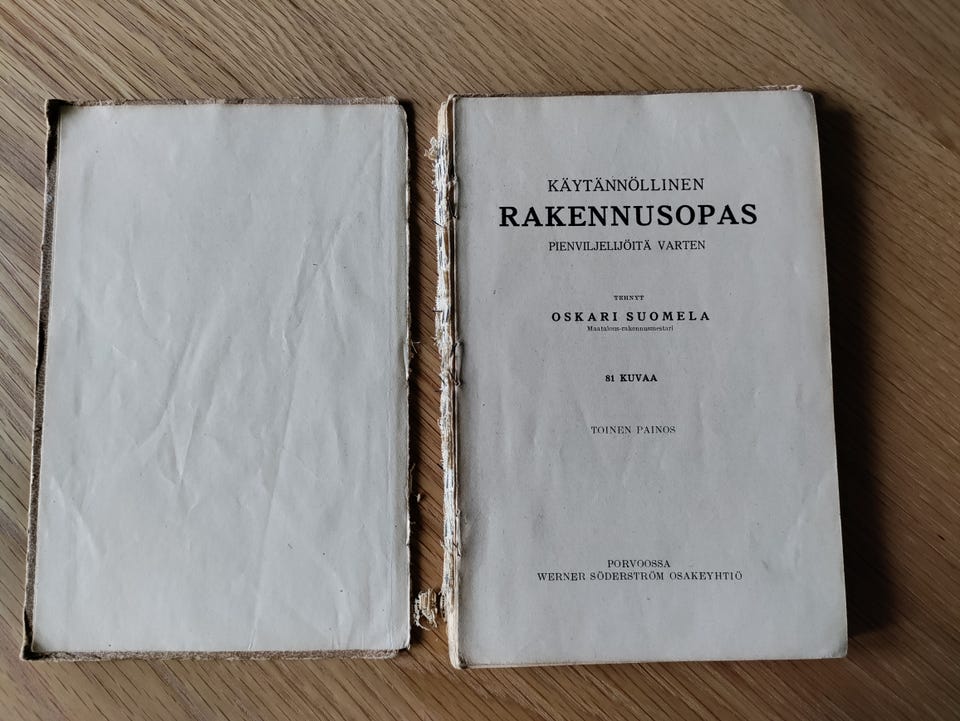 KÄYTÄNNÖLLINEN
RAKENNUSOPAS
PIENVILJELIJÖITÄ VARTEN
TEHNYT
OSKARI SUOMELA
Maatalous-rakennusmestari
81 KUVAA
TOINEN PAINOS
PORVOOSSA
WERNER SÖDERSTRÖM OSAKEYHTIÖ